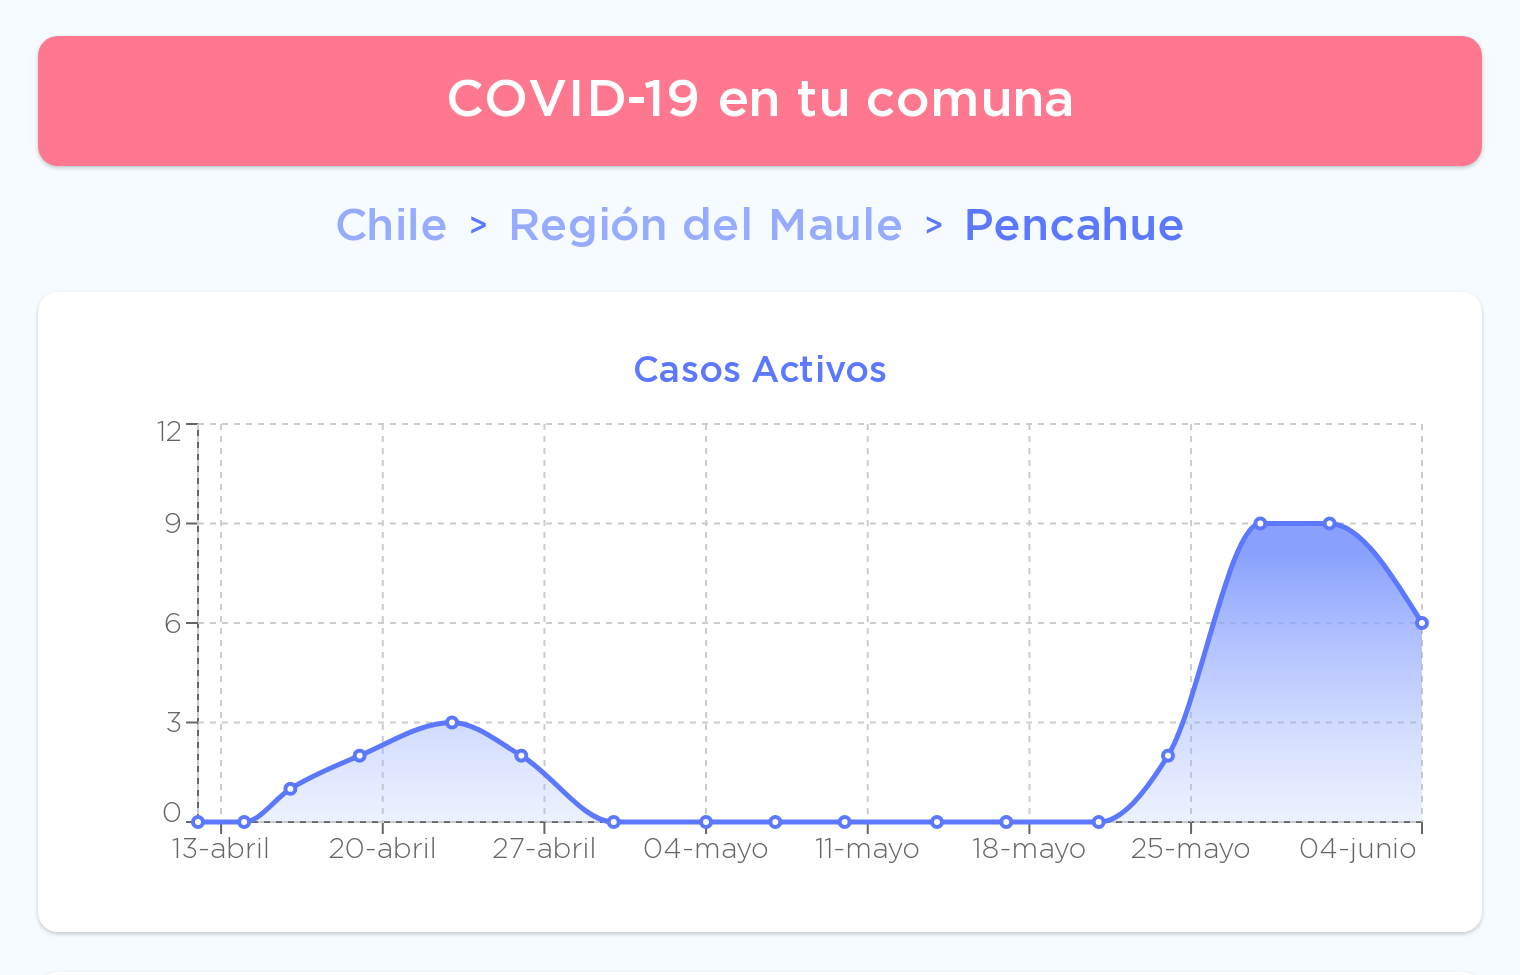 COVID-19 en tu comuna
Chile > Región del Maule > Pencahue
Casos Activos
12
9
6
3
0
13-abril 20-abril 27-abril 04-mayo 11-mayo 18-mayo 25-mayo 04-junio